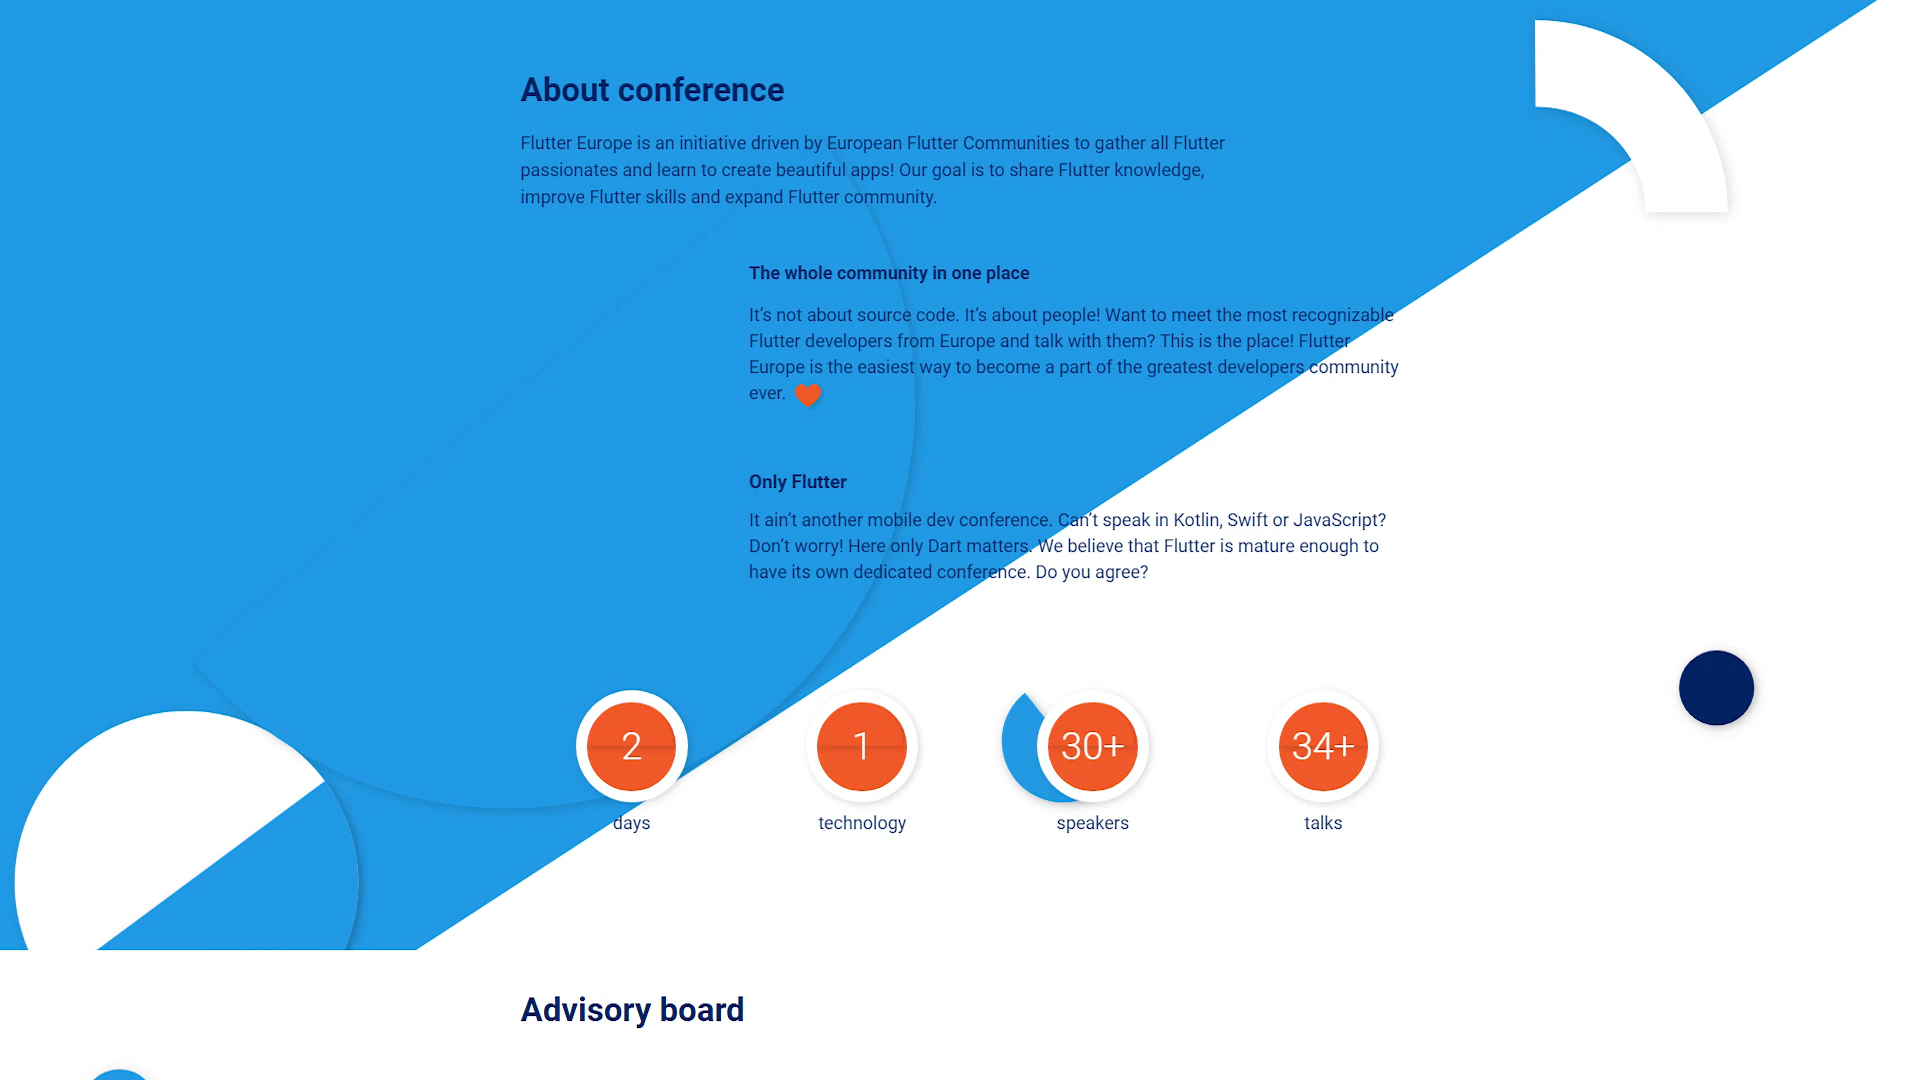 About conference
Flutter Europe is an initiative driven by European Flutter Communities to gather all Flutter
passionates and learn to create beautiful apps! Our goal is to share Flutter knowledge,
improve Flutter skills and expand Flutter community.
The whole community in one place
It’s not about source code. It’s about people! Want to meet the most recognizable
Flutter developers from Europe and talk with them? This is the place! Flutter
Europe is the easiest way to become a part of the greatest developers community
ever.
Only Flutter
It ain’t another mobile dev conference. Can’t speak in Kotlin, Swift or JavaScript?
Don’t worry! Here only Dart matters. We believe that Flutter is mature enough to
have its own dedicated conference. Do you agree?
2
days
1
technology
30+
speakers
34+
talks
Advisory board